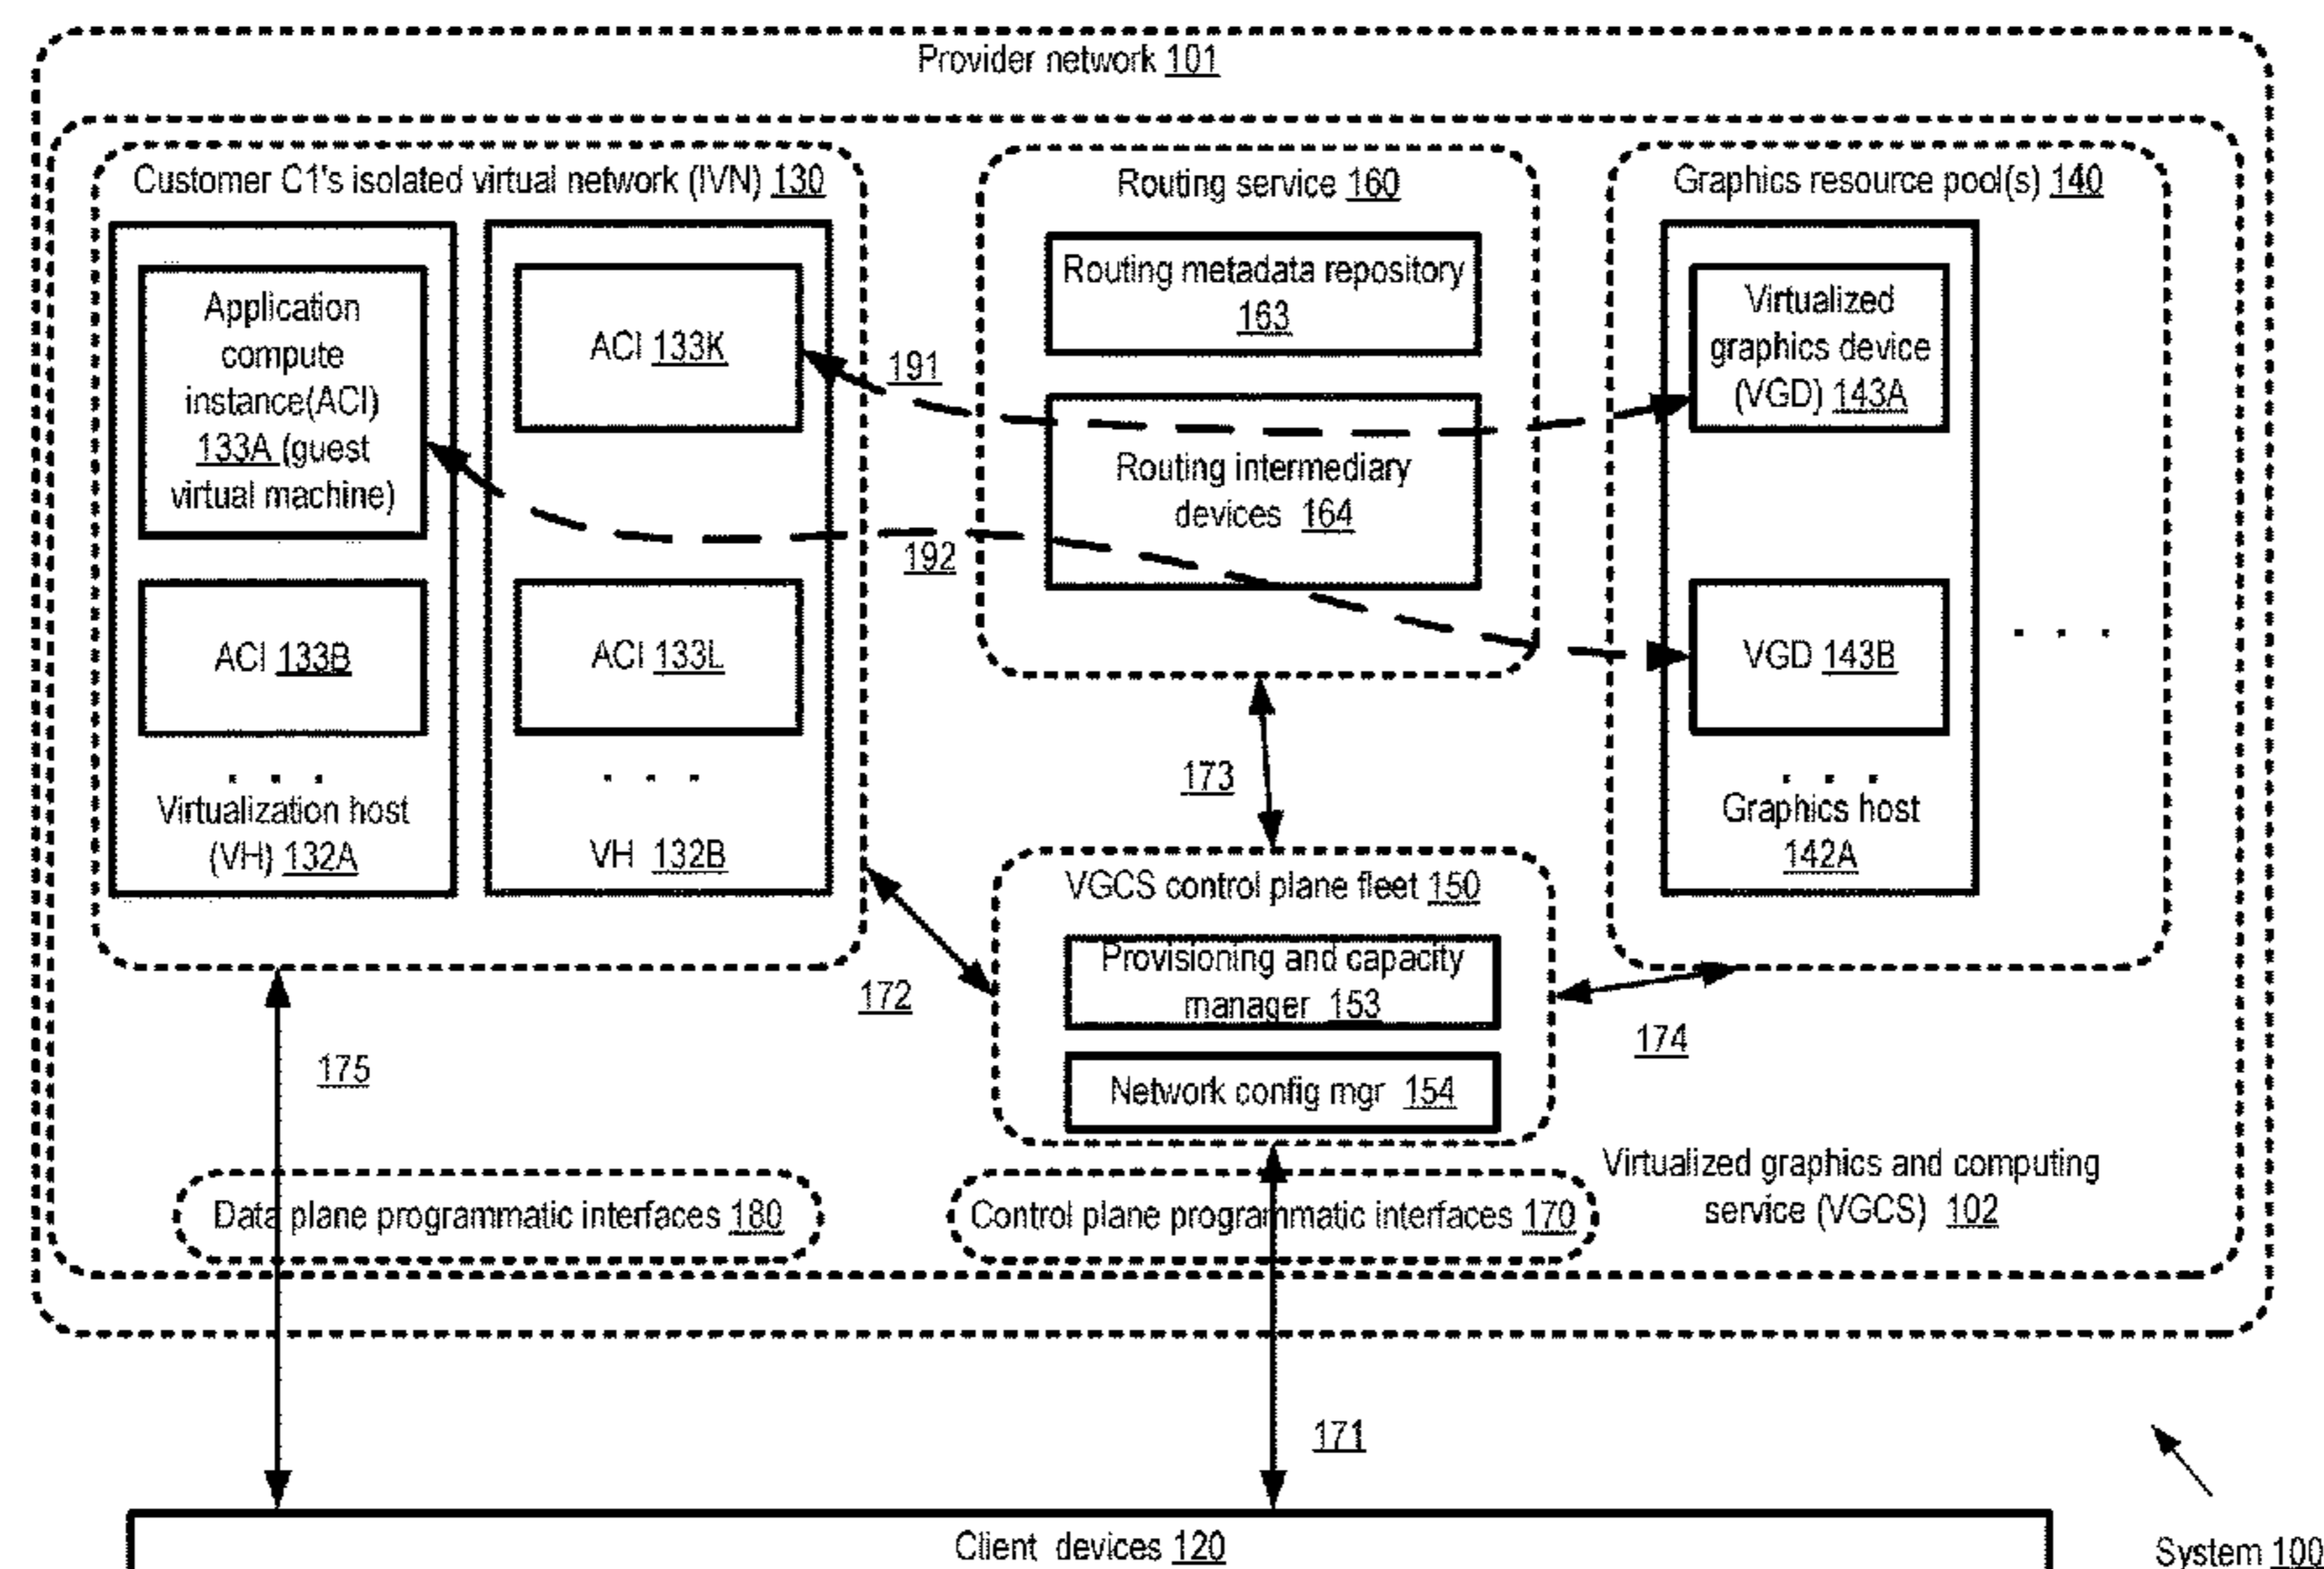 Provider network 101
Customer C1's isolated virtual network (IVN) 130
Application
compute
instance(ACI)
133A (guest
virtual machine)
ACI 133B
. . .
Virtualization host
(VH) 132A
ACI 133K
ACI 133L
. . .
VH 132B
191
192
Routing service 160
Routing metadata repository
163
Routing intermediary
devices 164
Graphics resource pool(s) 140
Virtualized
graphics device
(VGD) 143A
VGD 143B
. . .
Graphics host
142A
. . .
173
172
VGCS control plane fleet 150
Provisioning and capacity
manager 153
Network config mgr 154
174
175
Data plane programmatic interfaces 180
Control plane programmatic interfaces 170
Virtualized graphics and computing
service (VGCS) 102
171
Client devices 120
System 100